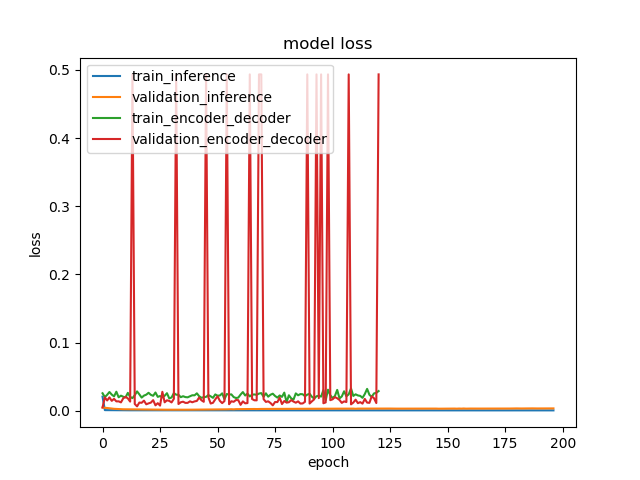 model loss
train_inference
validation_inference
train_encoder_decoder
validation_encoder_decoder
0.5
0.4
0.3
0.2
0.1
0.0
loss
0 25 50 75 100 125 150 175 200
epoch